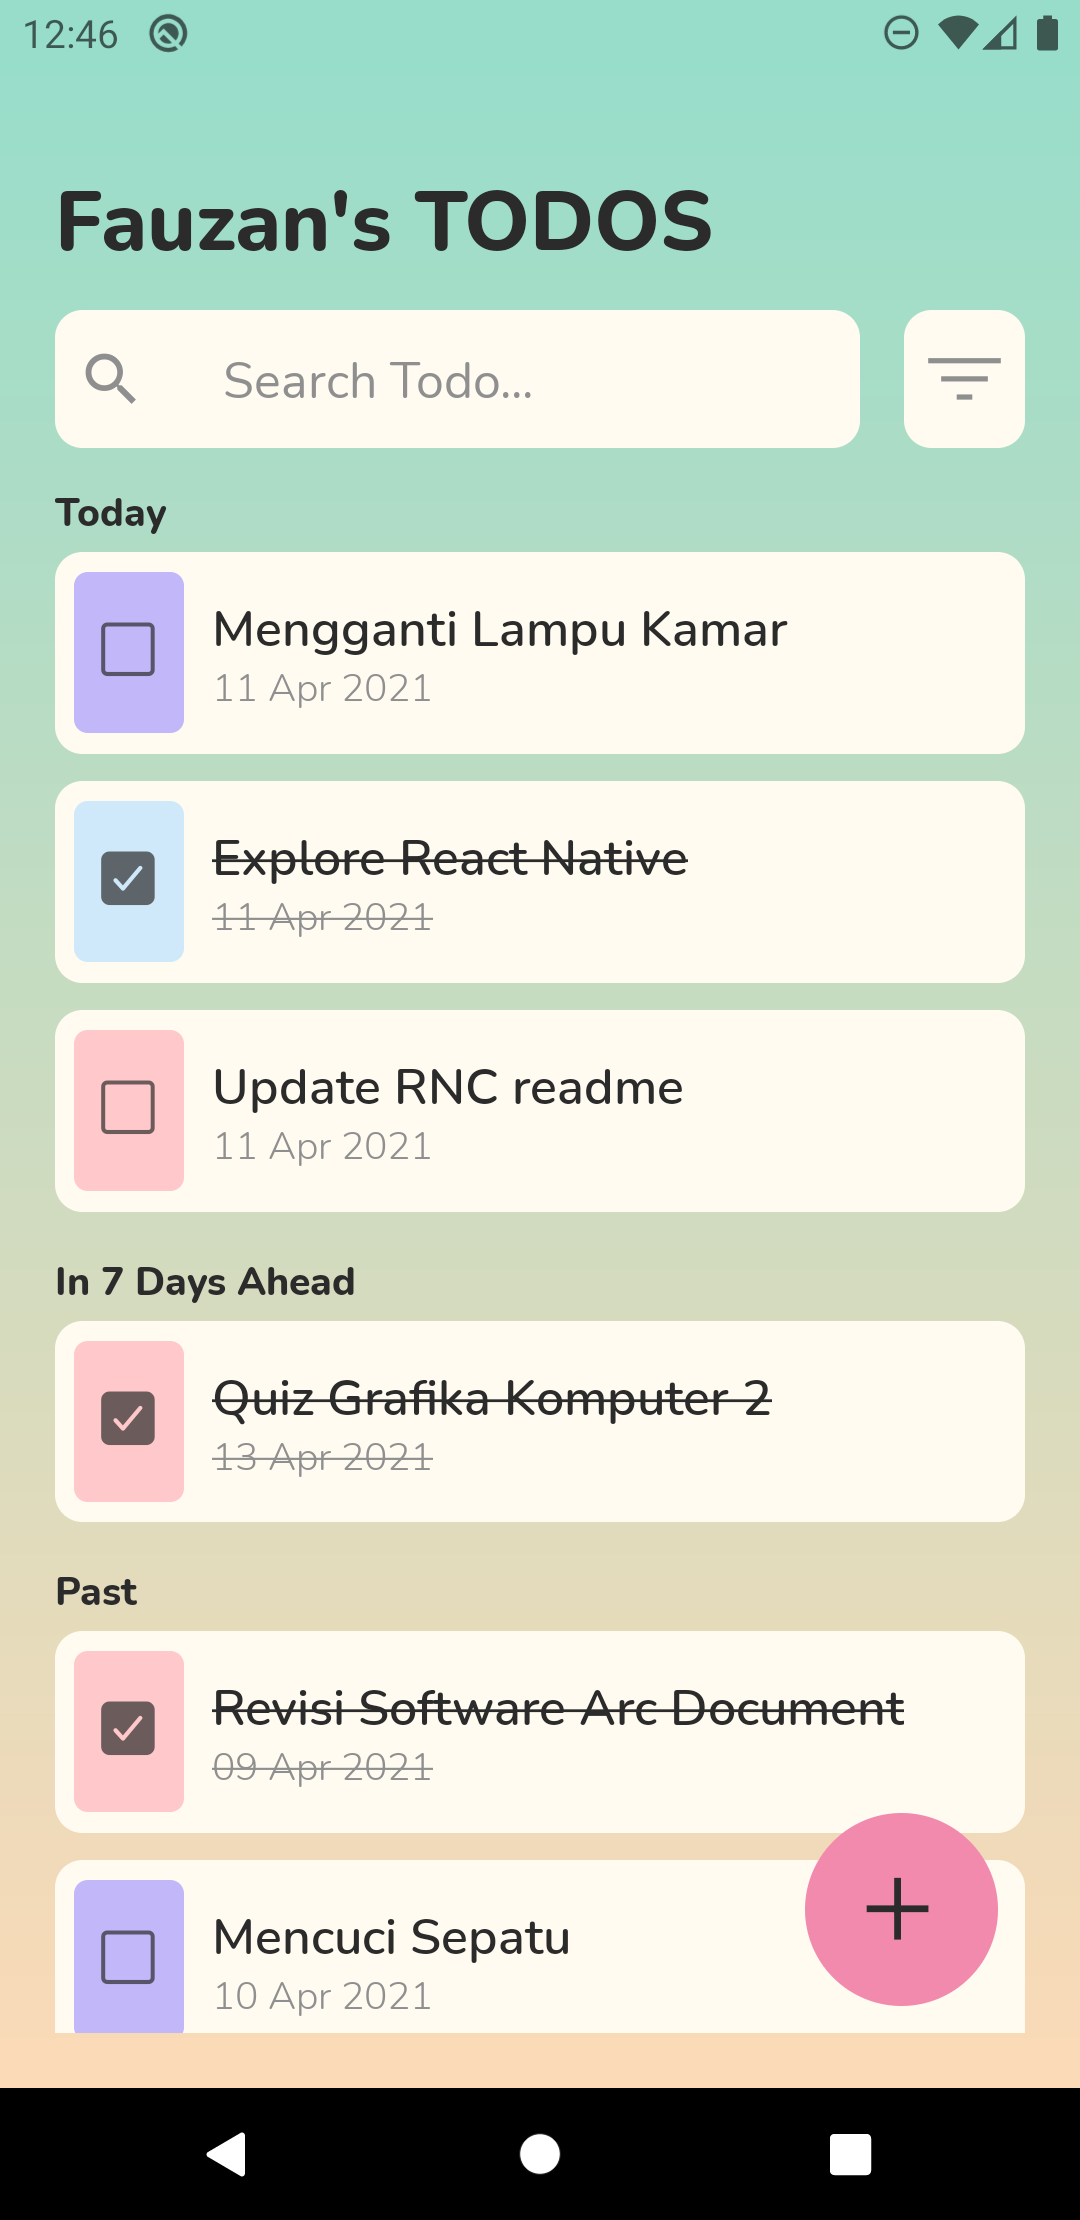 12:46
Fauzan's TODOS
Search Todo...
Today
Mengganti Lampu Kamar
11 Apr 2021
Explore React Native
11 Apr 2021
Update RNC readme
11 Apr 2021
In 7 Days Ahead
Quiz Grafika Komputer 2
13 Apr 2021
Past
Revisi Software Arc Document
09 Apr 2021
Mencuci Sepatu
10 Apr 2021